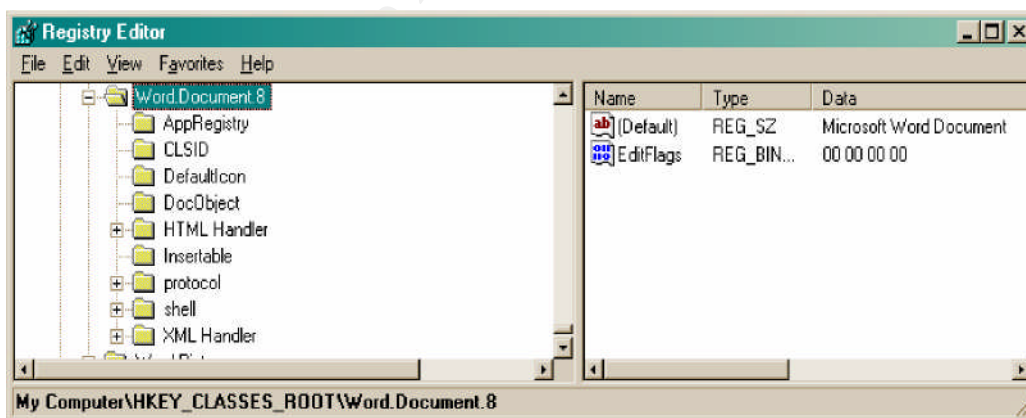 Registry Editor
File Edit View Favorites Help
Word.Document.8
AppRegistry
CLSID
DefaultIcon
DocObject
HTML Handler
Insertable
protocol
shell
XML Handler
Name Type Data
ab (Default) REG_SZ Microsoft Word Document
EditFlags REG_BIN... 00 00 00 00
My Computer\HKEY_CLASSES_ROOT\Word.Document.8